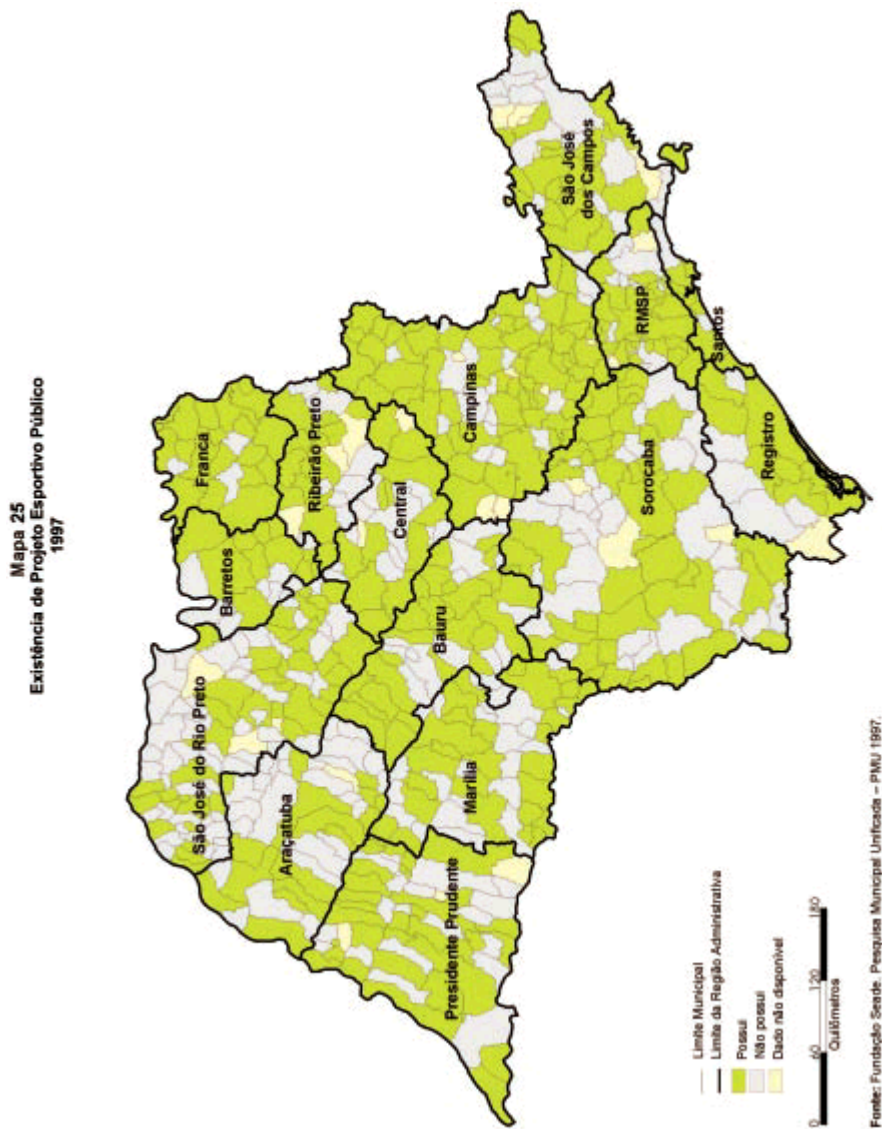 Mapa 25
Existência de Projeto Esportivo Público
1997
Franca
Barretos
Ribeirão Preto
São José do Rio Preto
Central
Araçatuba
Bauru
Campinas
São José
dos Campos
Marília
Presidente Prudente
Sorocaba
RMSP
Santos
Registro
Limite Municipal
Limite da Região Administrativa
Possui
Não possui
Dado não disponível
0 60 120 180
Quilômetros
Fonte: Fundação Seade. Pesquisa Municipal Unificada – PMU 1997.